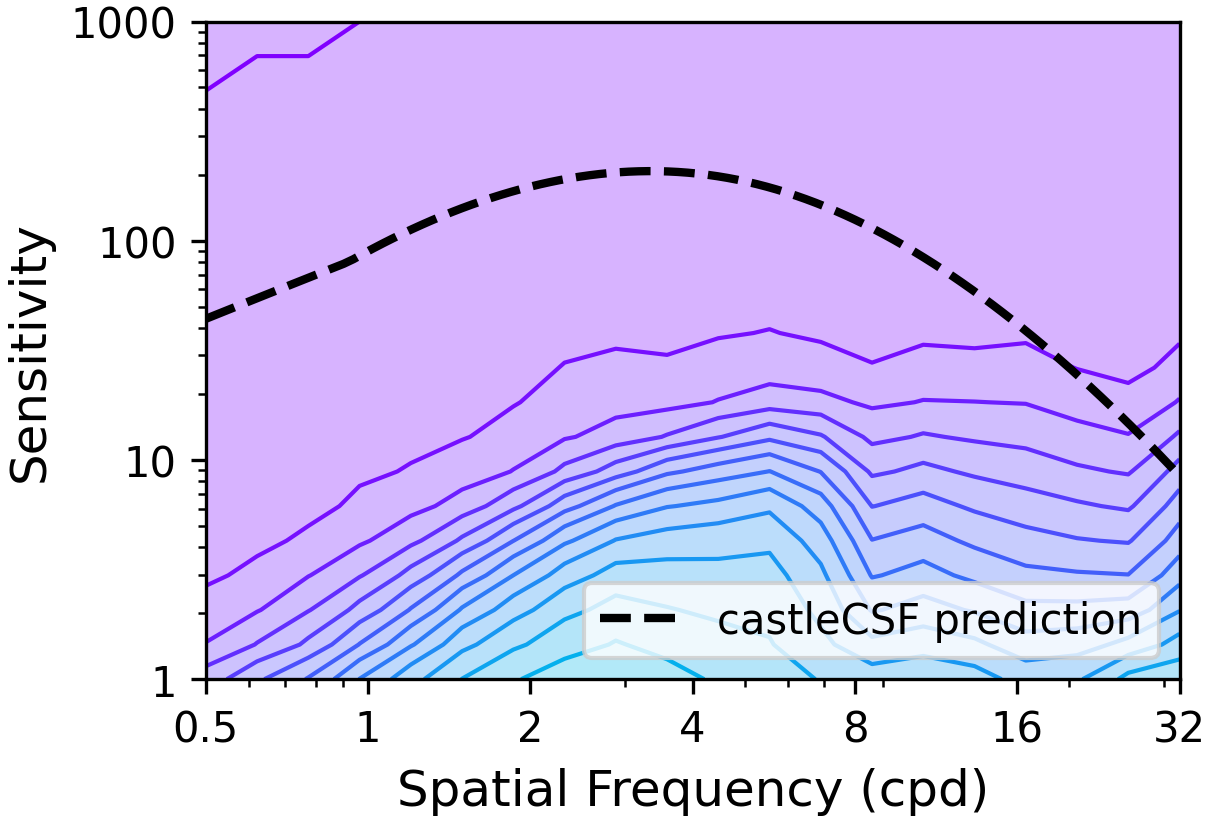 1000
100
10
1
Sensitivity
castleCSF prediction
0.5 1 2 4 8 16 32
Spatial Frequency (cpd)